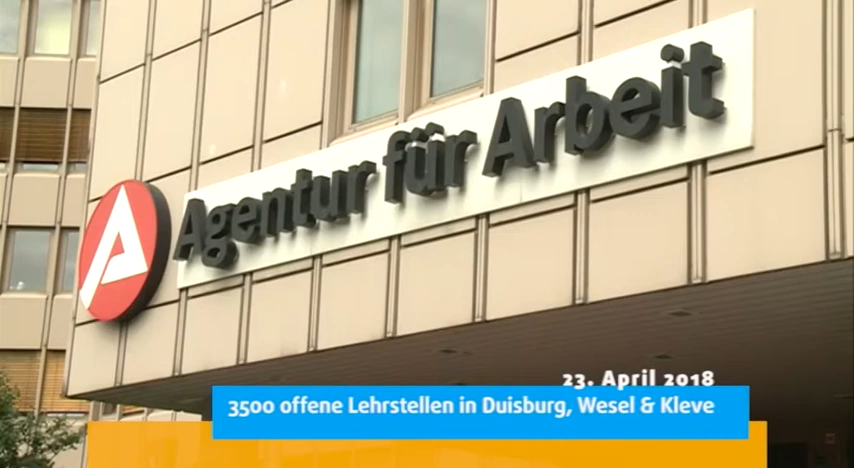 Agentur für Arbeit
23. April 2018
3500 offene Lehrstellen in Duisburg, Wesel & Kleve